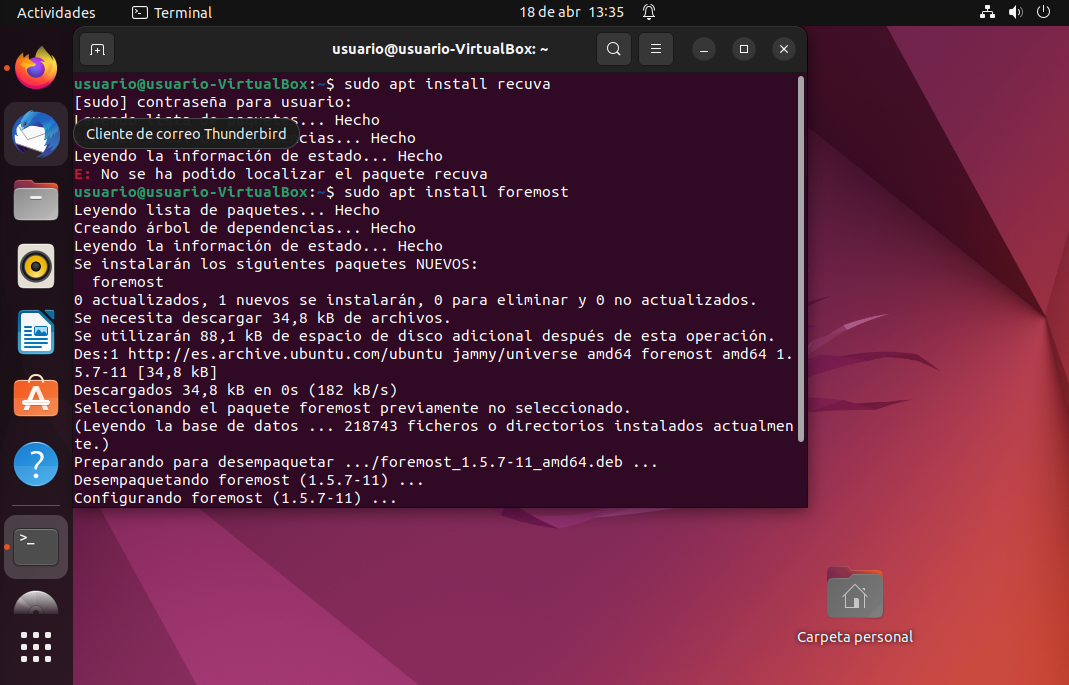 Actividades
Terminal
18 de abr 13:35
usuario@usuario-VirtualBox: ~
usuario@usuario-VirtualBox:~$ sudo apt install recuva
[sudo] contraseña para usuario:
... Hecho
Cliente de correo Thunderbird
cias... Hecho
Leyendo la información de estado... Hecho
E: No se ha podido localizar el paquete recuva
usuario@usuario-VirtualBox:~$ sudo apt install foremost
Leyendo lista de paquetes... Hecho
Creando árbol de dependencias... Hecho
Leyendo la información de estado... Hecho
Se instalarán los siguientes paquetes NUEVOS:
foremost
0 actualizados, 1 nuevos se instalarán, 0 para eliminar y 0 no actualizados.
Se necesita descargar 34,8 kB de archivos.
Se utilizarán 88,1 kB de espacio de disco adicional después de esta operación.
Des:1 http://es.archive.ubuntu.com/ubuntu jammy/universe amd64 foremost amd64 1.
5.7-11 [34,8 kB]
Descargados 34,8 kB en 0s (182 kB/s)
Seleccionando el paquete foremost previamente no seleccionado.
(Leyendo la base de datos ... 218743 ficheros o directorios instalados actualmen
te.)
Preparando para desempaquetar .../foremost_1.5.7-11_amd64.deb ...
Desempaquetando foremost (1.5.7-11) ...
Configurando foremost (1.5.7-11) ...
Carpeta personal